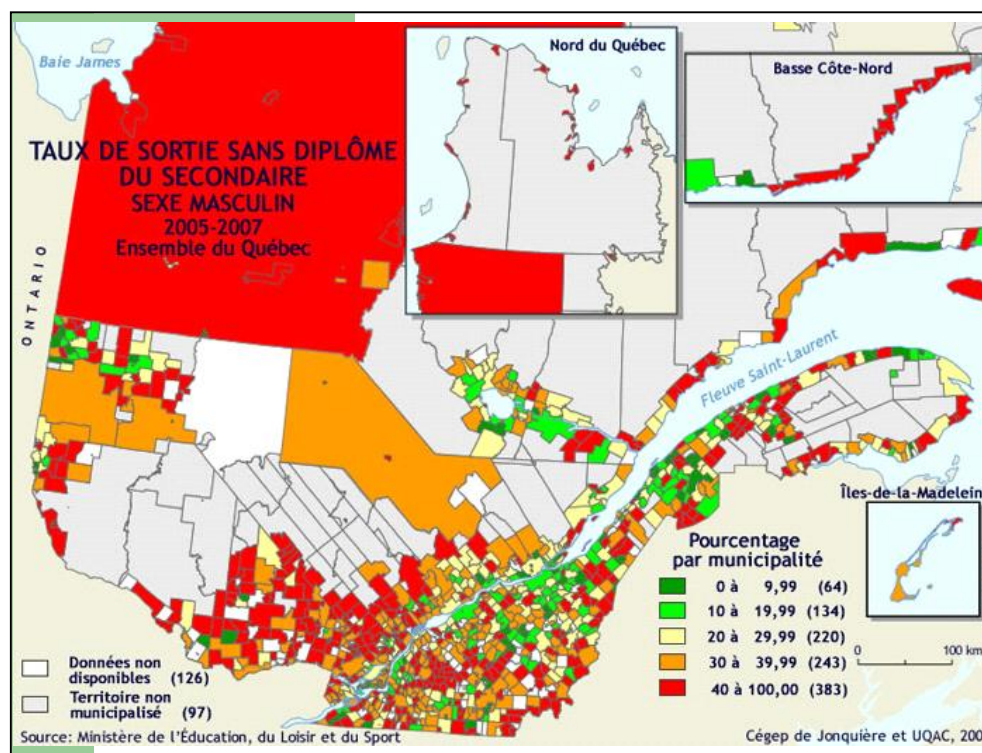 Baie James
Nord du Québec
Basse Côte-Nord
TAUX DE SORTIE SANS DIPLÔME
DU SECONDAIRE
SEXE MASCULIN
2005-2007
Ensemble du Québec
ONTARIO
Fleuve Saint-Laurent
Îles-de-la-Madelein
Pourcentage
par municipalité
0 à 9,99 (64)
10 à 19,99 (134)
20 à 29,99 (220)
30 à 39,99 (243)
40 à 100,00 (383)
0 100 km
Données non
disponibles (126)
Territoire non
municipalisé (97)
Source: Ministère de l'Éducation, du Loisir et du Sport
Cégep de Jonquière et UQAC, 200